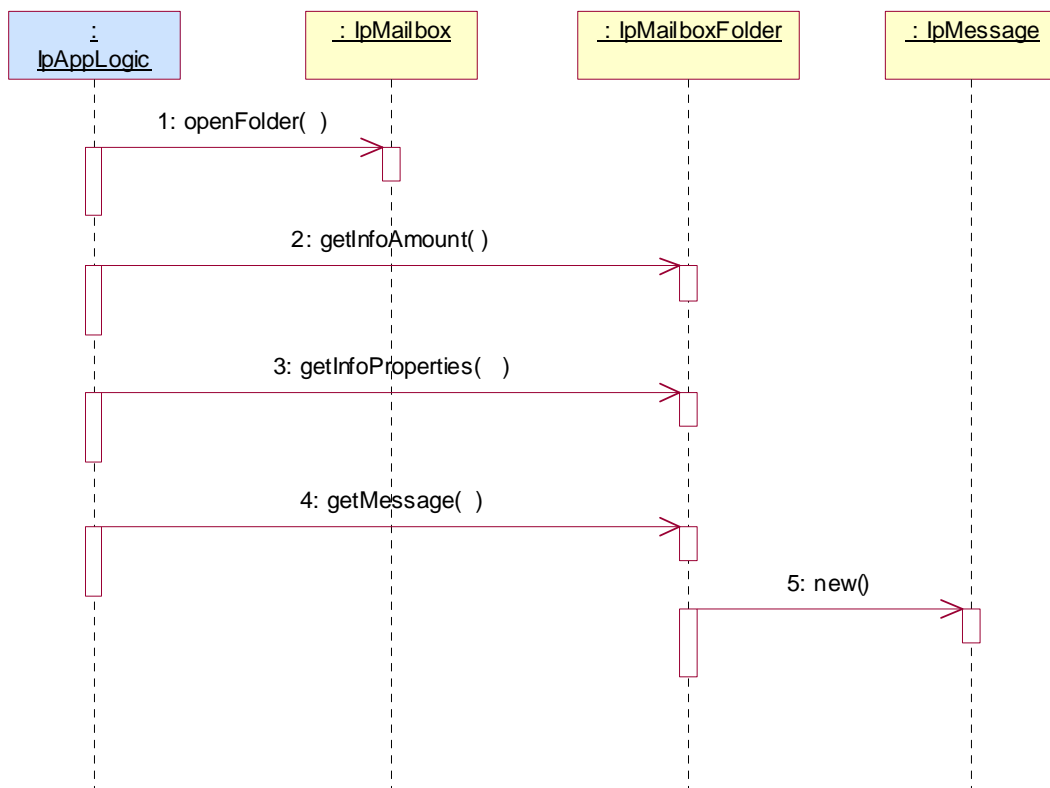 :
IpAppLogic
: IpMailbox
: IpMailboxFolder
: IpMessage
1: openFolder( )
2: getInfoAmount( )
3: getInfoProperties( )
4: getMessage( )
5: new()